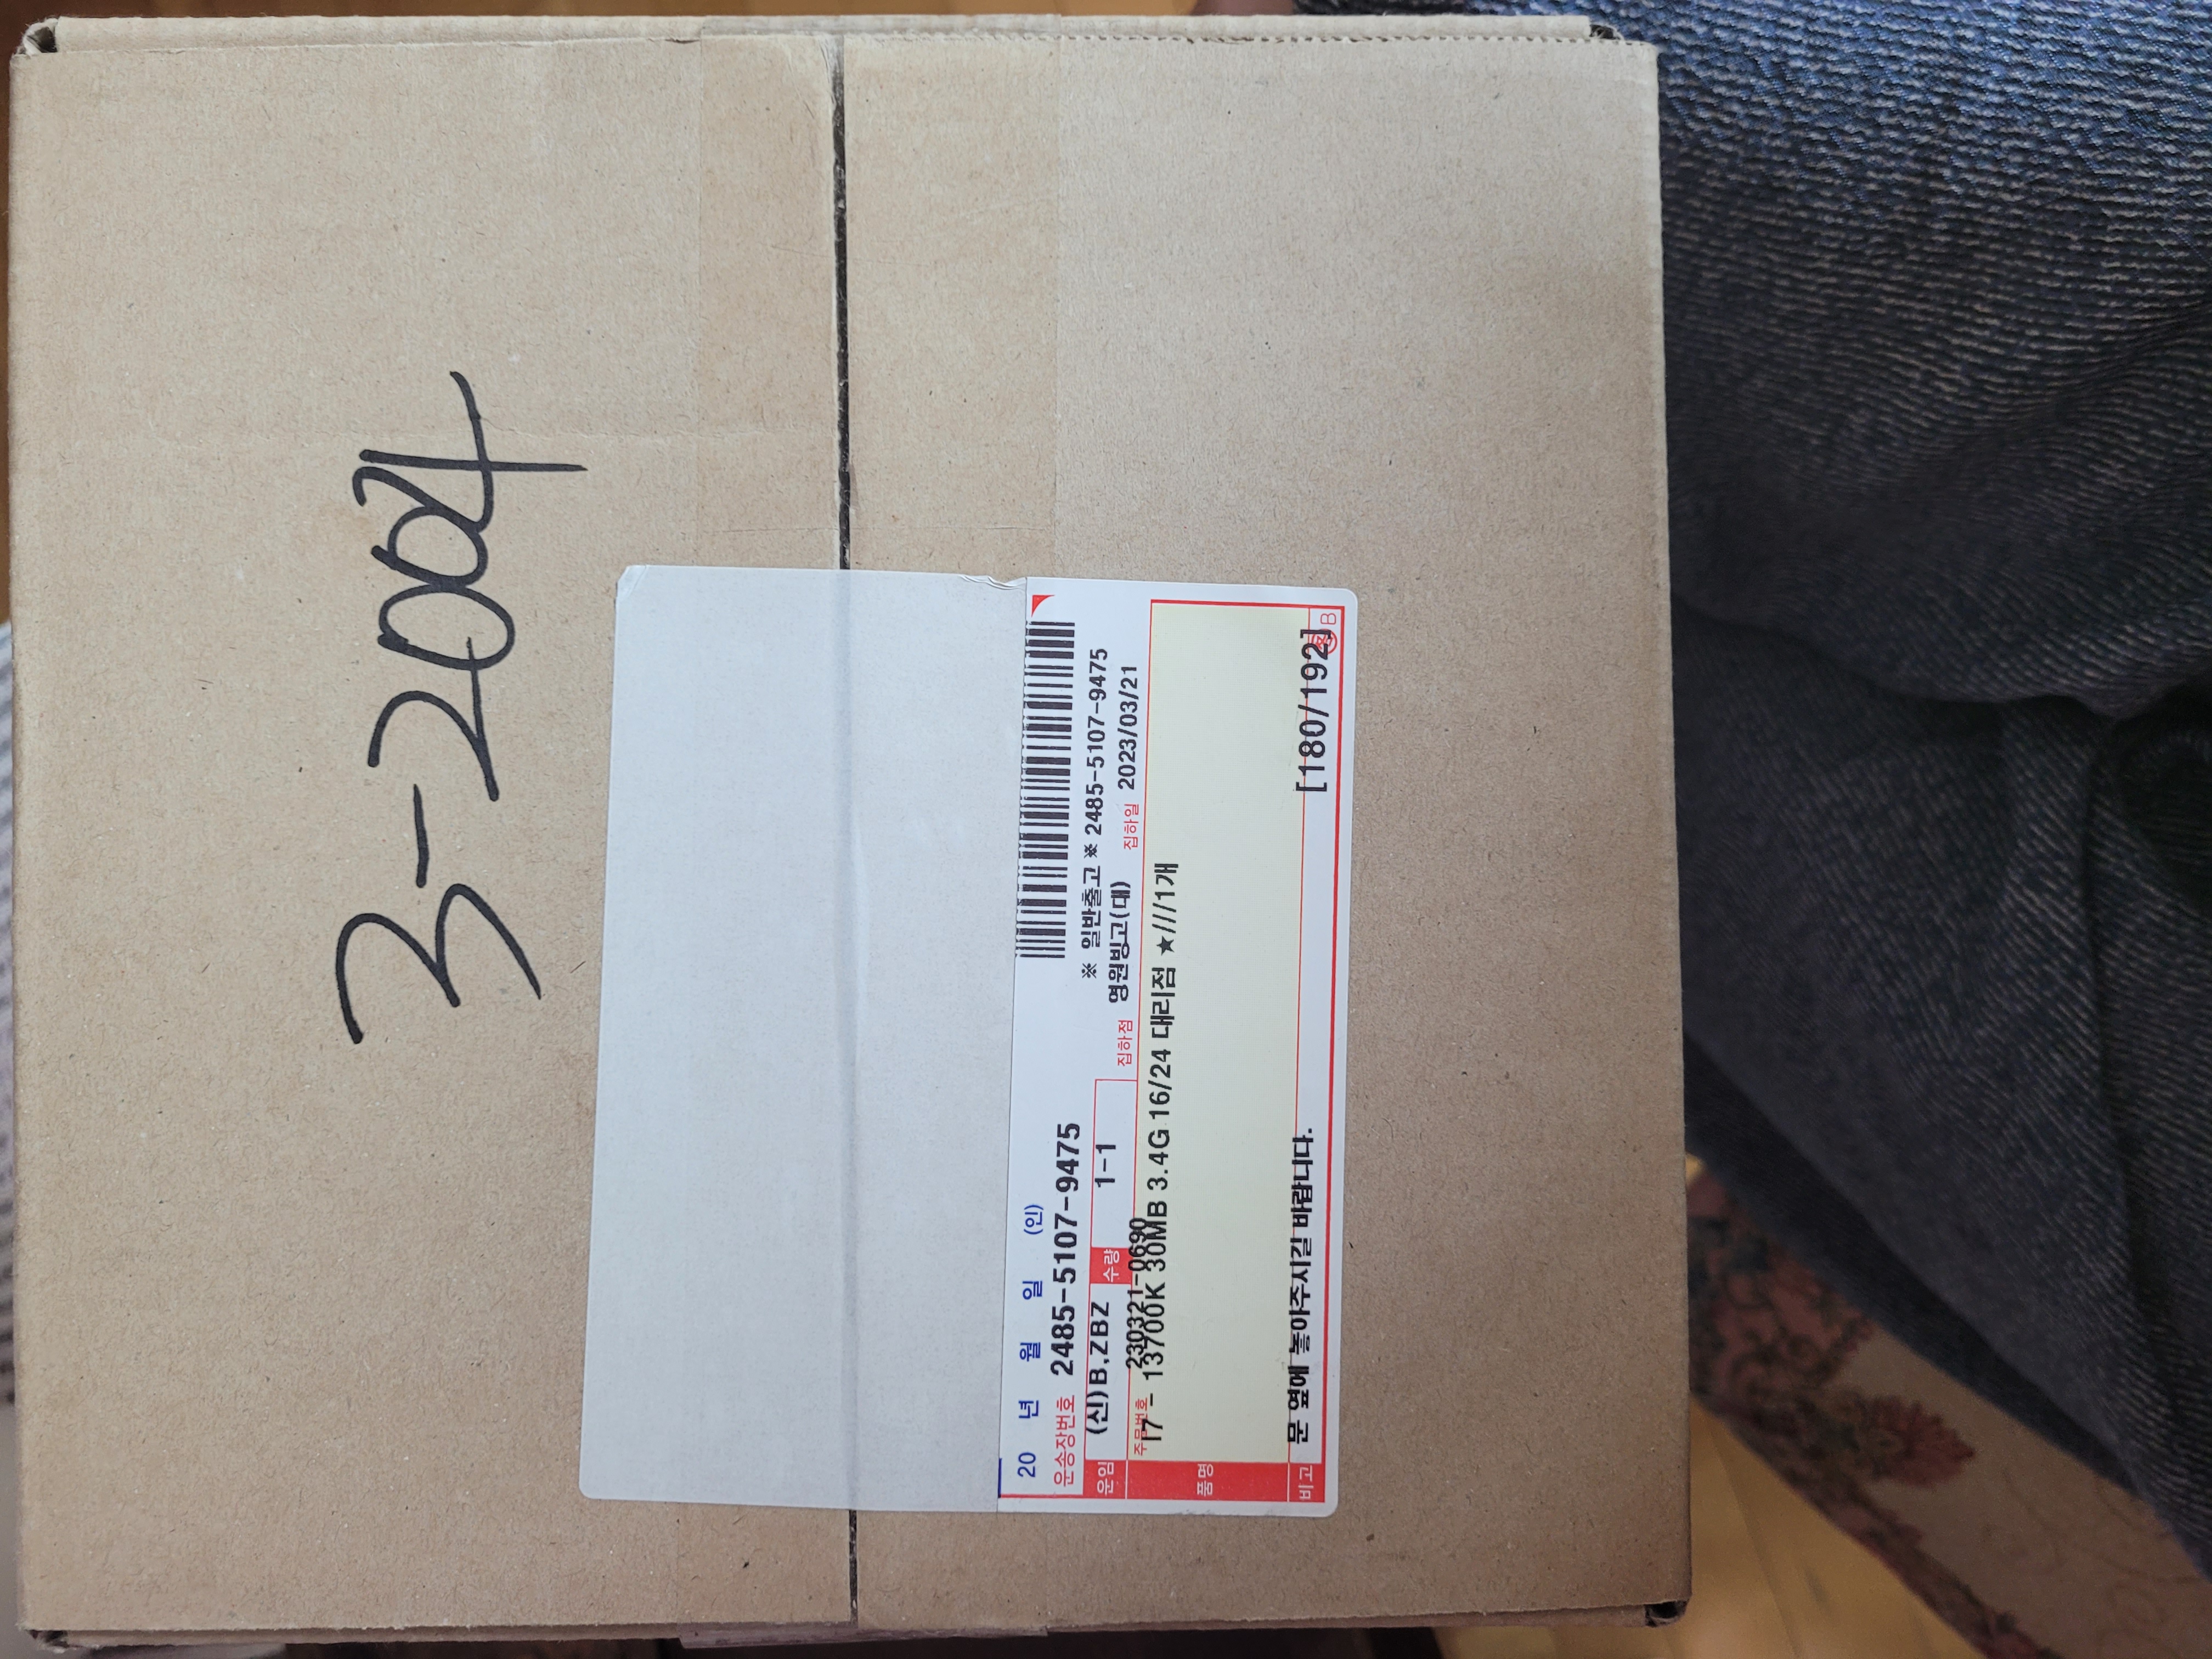 3-2004
20 년 월 일 (인)
운송장번호 2485-5107-9475
※ 일반출고 ※ 2485-5107-9475
운임 (신)B,ZBZ 수량 1-1
집하점 영원빙고(대) 집하일 2023/03/21
주문번호 230321-0690
I7 - 13700K 30MB 3.4G 16/24 대리점 ★///1개
품명
비고 문 옆에 놓아주시길 바랍니다. [180/192]
B